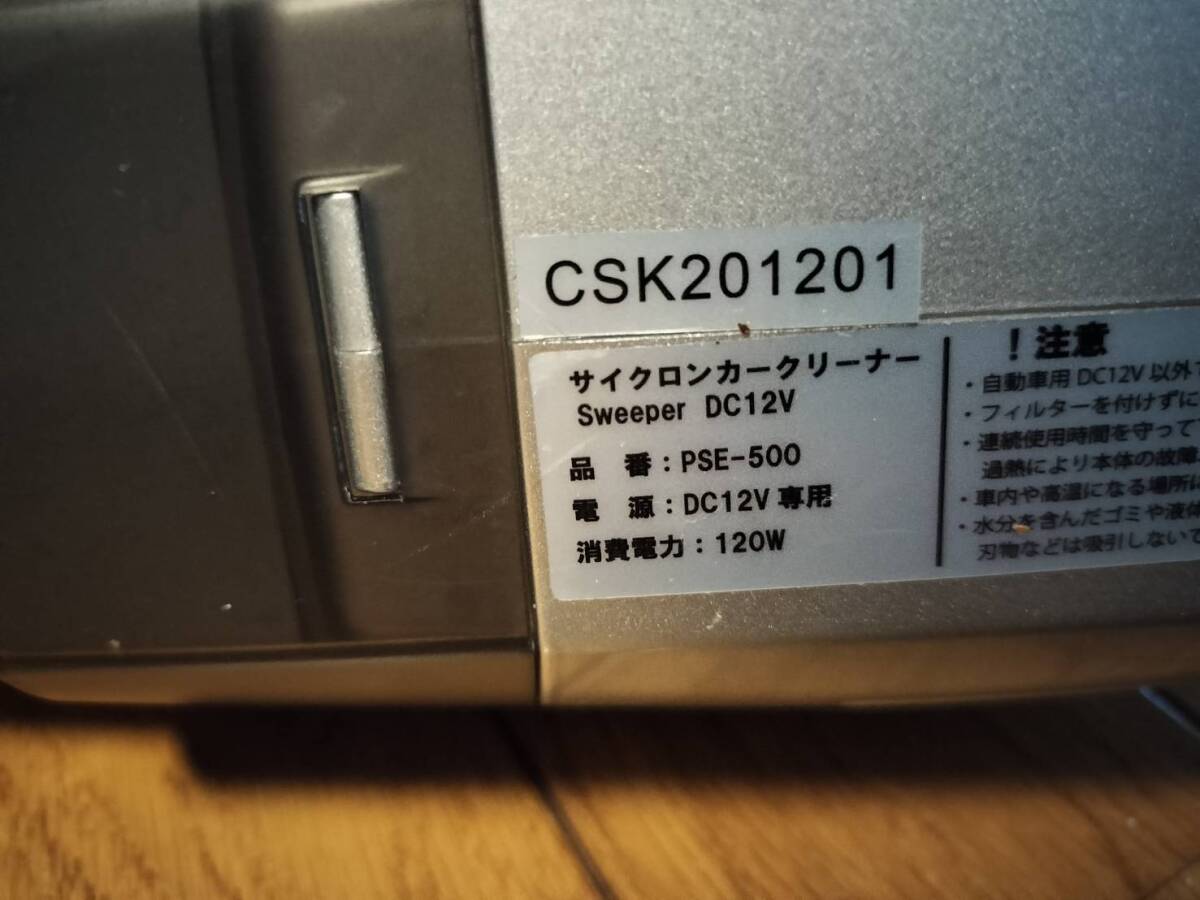 CSK201201
サイクロンカークリーナー
Sweeper DC12V
品 番：PSE-500
電 源：DC12V 専用
消費電力：120W
！注意
・自動車用 DC12V 以外で
・フィルターを付けずに
・連続使用時間を守って
過熱により本体の故障
・車内や高温になる場所に
・水分を含んだゴミや液体
刃物などは吸引しないで